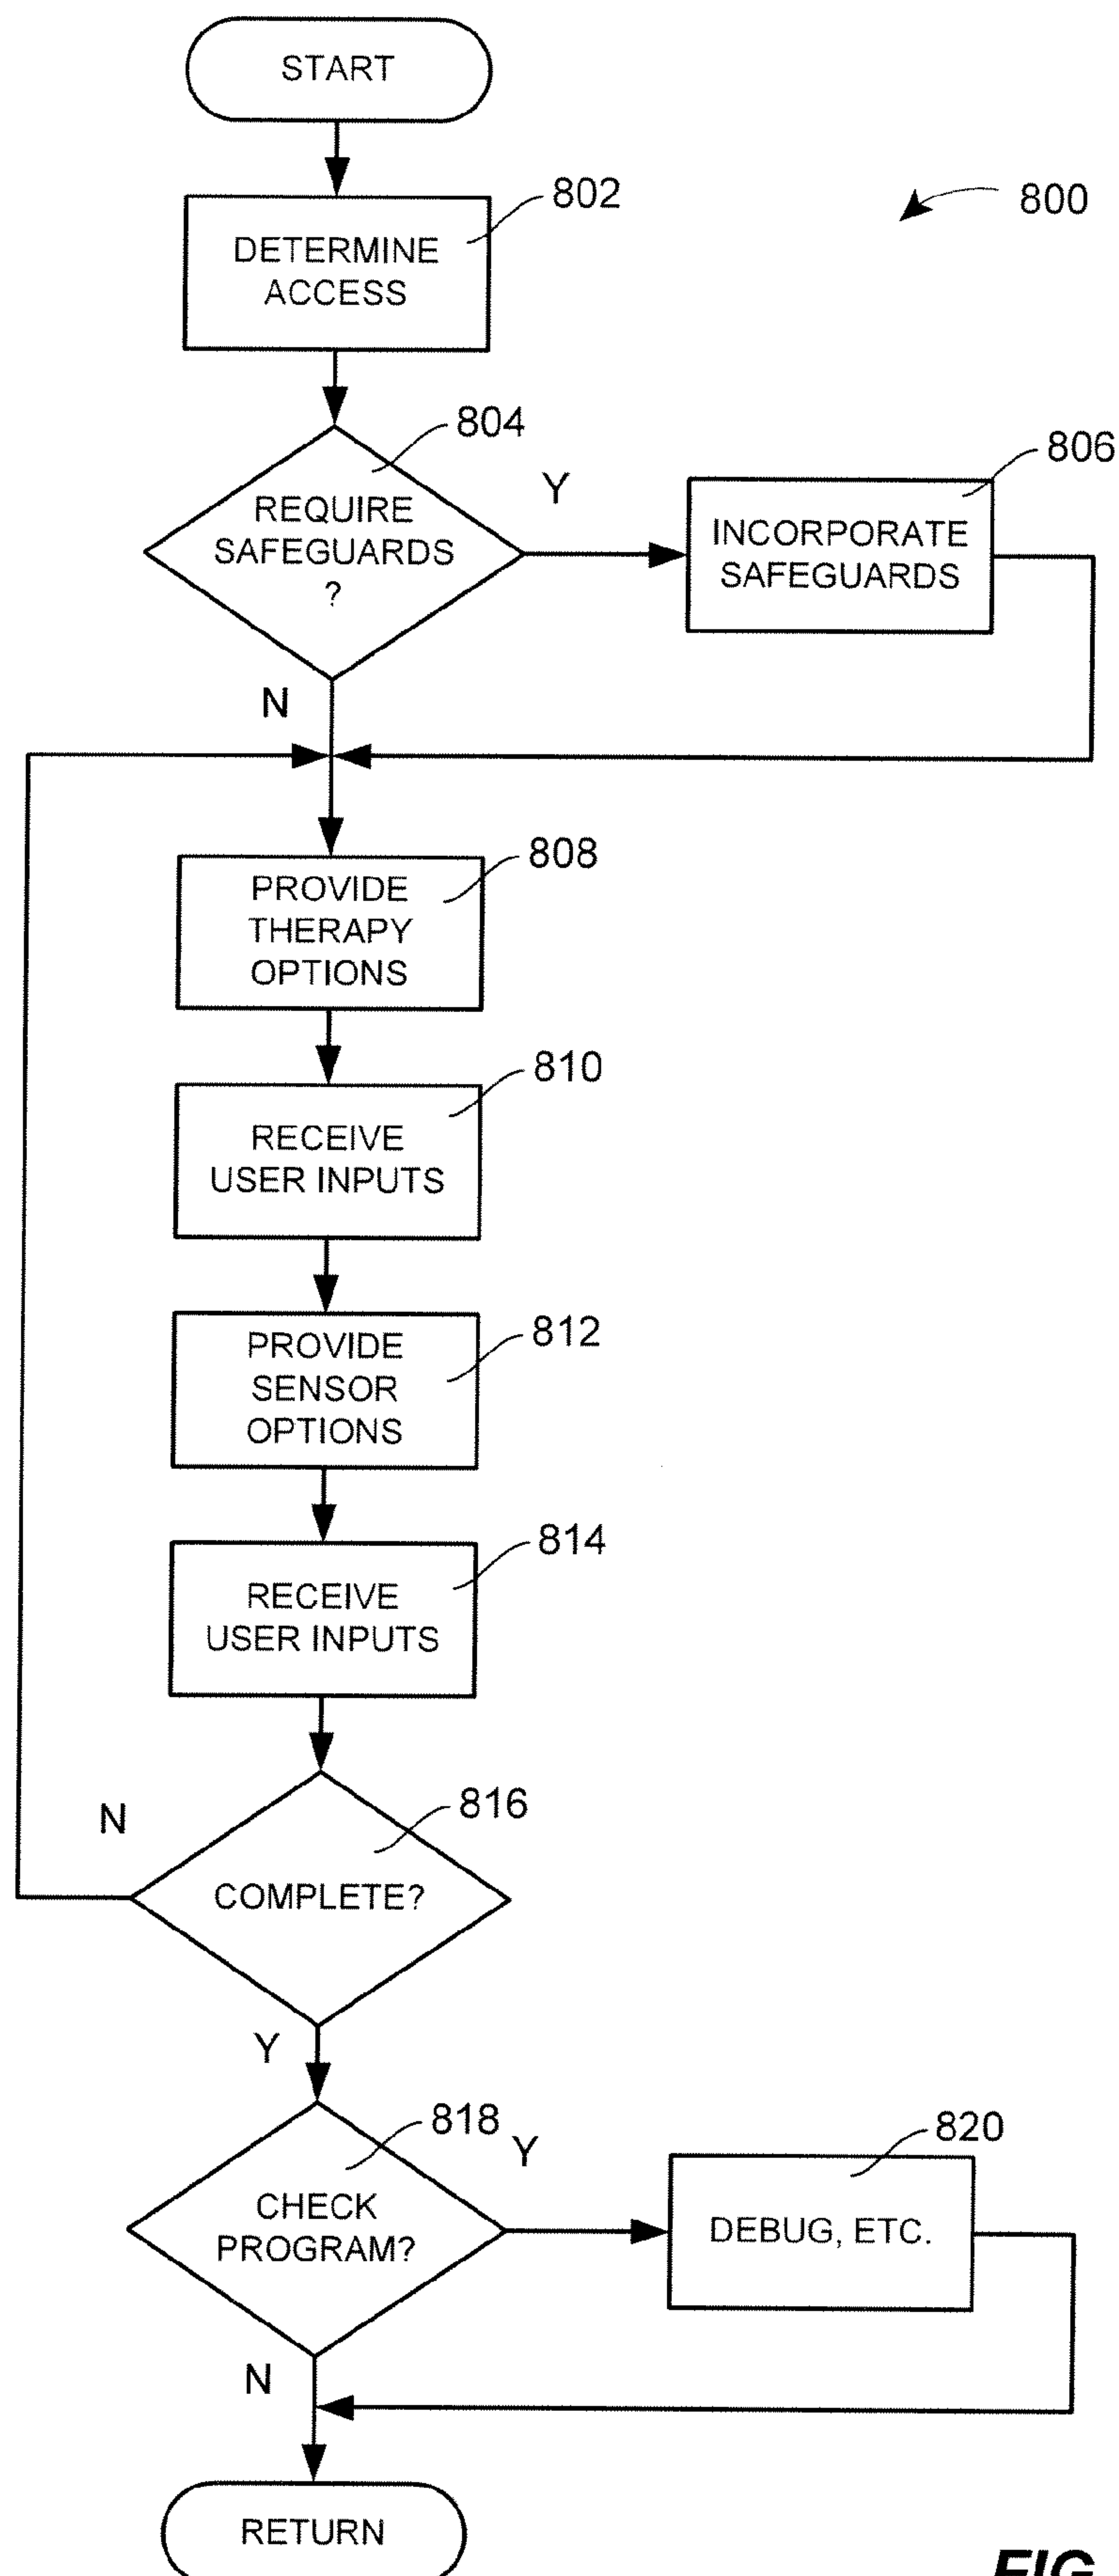 START
802
800
DETERMINE
ACCESS
804
806
Y
REQUIRE
SAFEGUARDS
?
INCORPORATE
SAFEGUARDS
N
808
PROVIDE
THERAPY
OPTIONS
810
RECEIVE
USER INPUTS
812
PROVIDE
SENSOR
OPTIONS
814
RECEIVE
USER INPUTS
N
816
COMPLETE?
Y
818
Y
820
CHECK
PROGRAM?
DEBUG, ETC.
N
RETURN
FIG